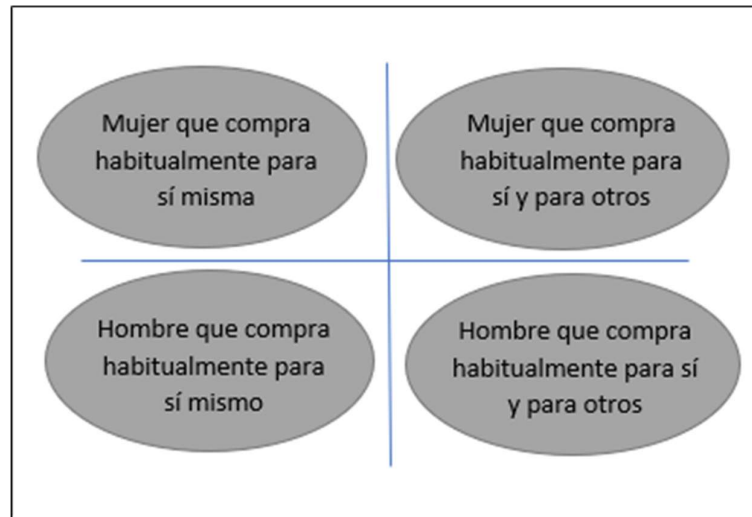 Mujer que compra
habitualmente para
sí misma
Mujer que compra
habitualmente para
sí y para otros
Hombre que compra
habitualmente para
sí mismo
Hombre que compra
habitualmente para sí
y para otros